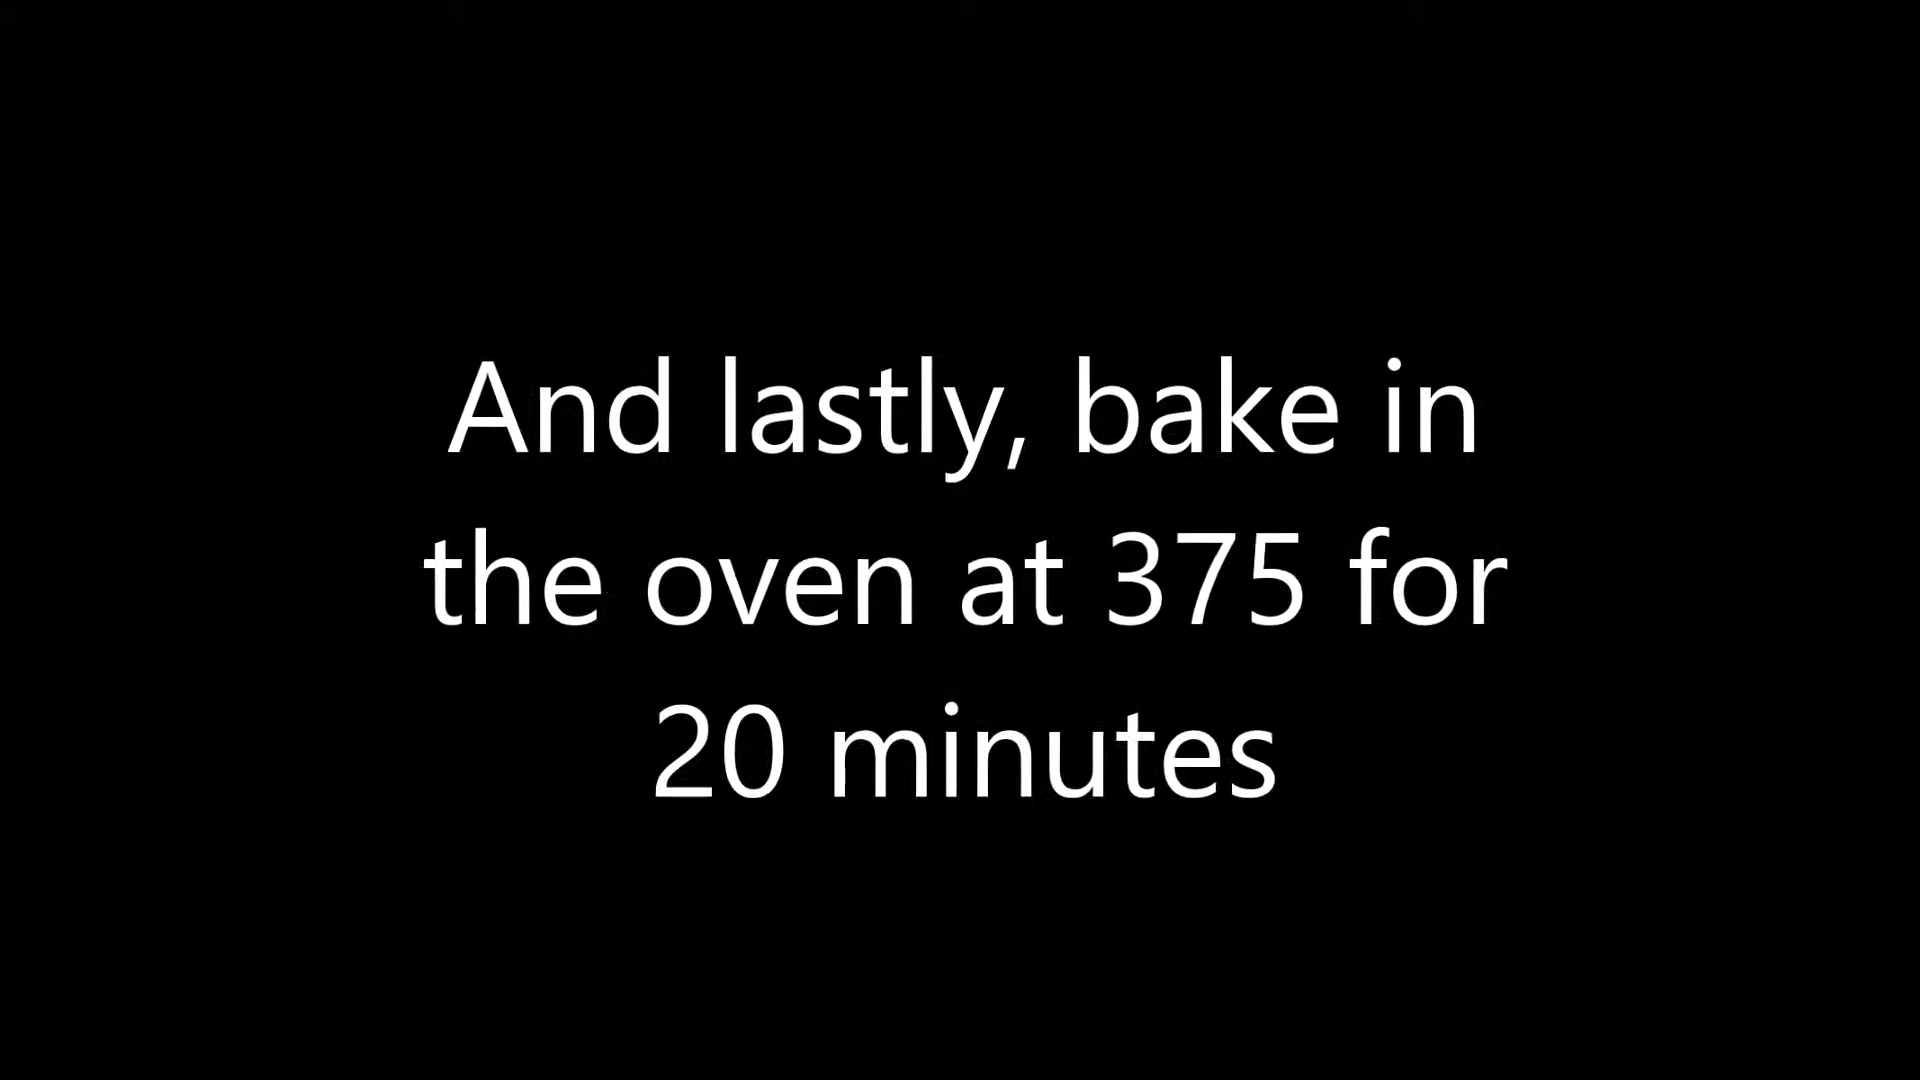 And lastly, bake in
the oven at 375 for
20 minutes